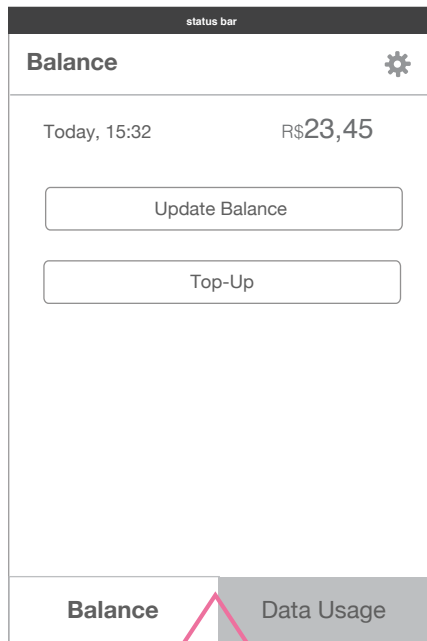 status bar
Balance
Today, 15:32 R$23,45
Update Balance
Top-Up
Balance Data Usage